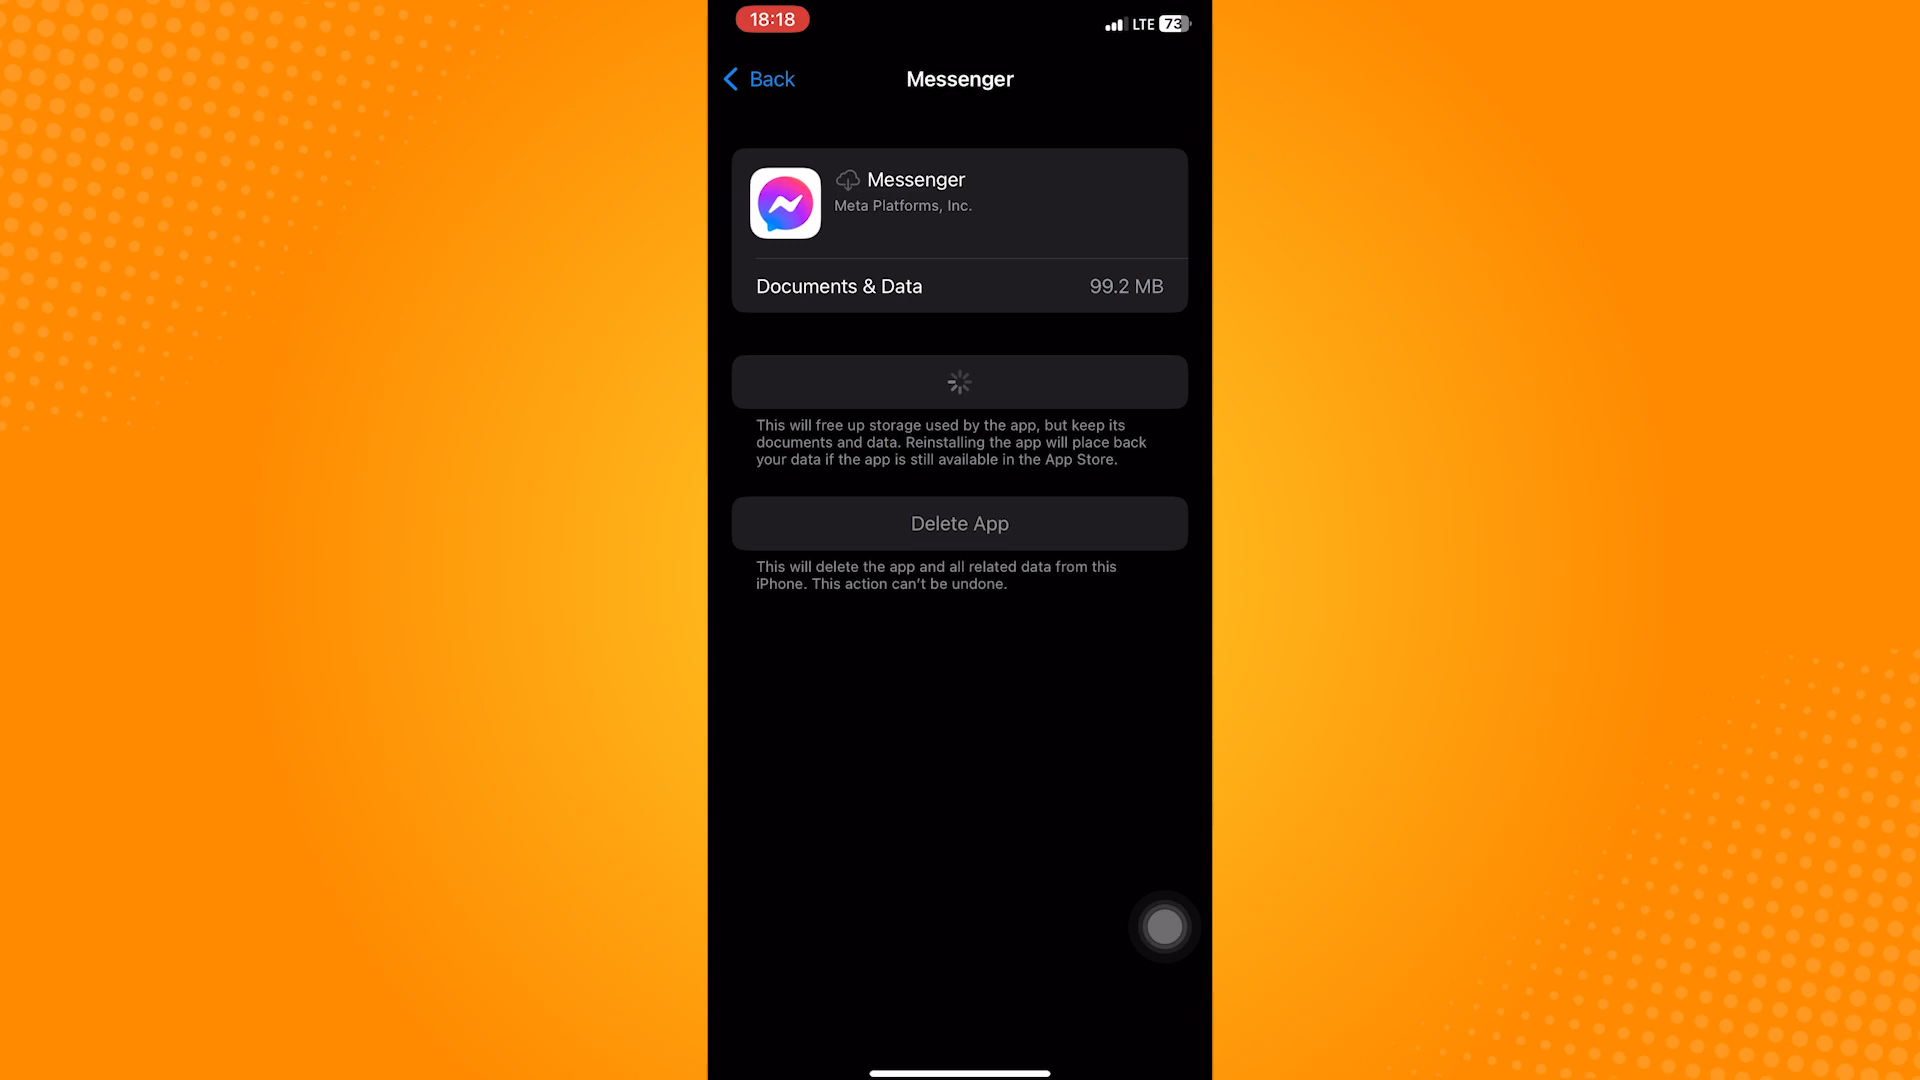 18:18
LTE 73
Back
Messenger
Messenger
Meta Platforms, Inc.
Documents & Data 99.2 MB
This will free up storage used by the app, but keep its
documents and data. Reinstalling the app will place back
your data if the app is still available in the App Store.
Delete App
This will delete the app and all related data from this
iPhone. This action can’t be undone.